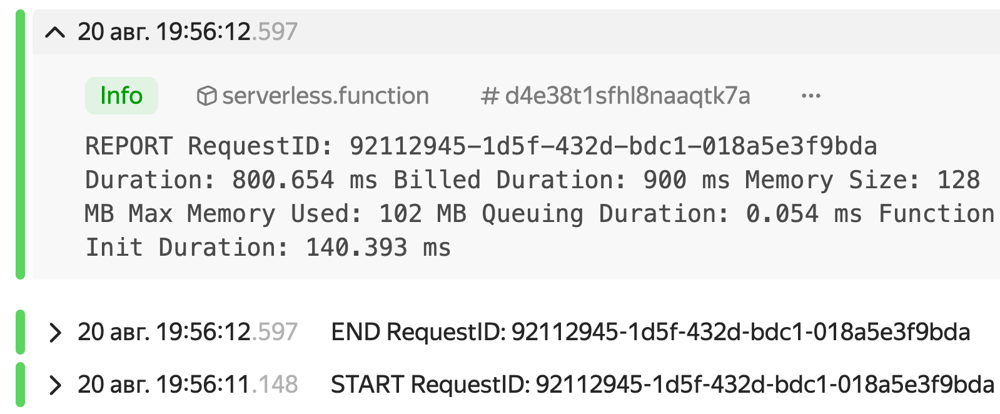 20 авг. 19:56:12.597
Info serverless.function # d4e38t1sfhl8naaqtk7a ...
REPORT RequestID: 92112945-1d5f-432d-bdc1-018a5e3f9bda
Duration: 800.654 ms Billed Duration: 900 ms Memory Size: 128
MB Max Memory Used: 102 MB Queuing Duration: 0.054 ms Function
Init Duration: 140.393 ms
20 авг. 19:56:12.597 END RequestID: 92112945-1d5f-432d-bdc1-018a5e3f9bda
20 авг. 19:56:11.148 START RequestID: 92112945-1d5f-432d-bdc1-018a5e3f9bda